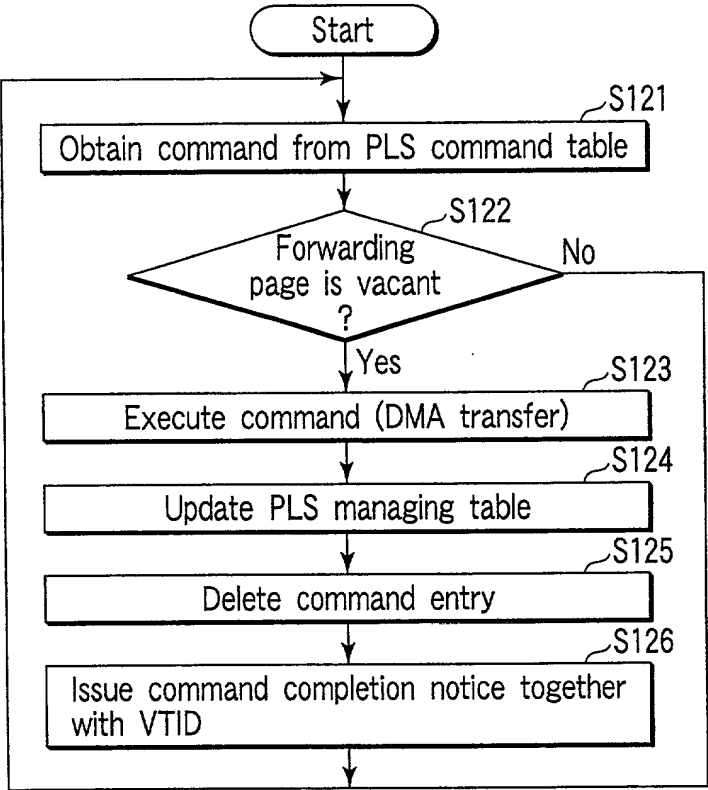 Start
S121
Obtain command from PLS command table
S122
Forwarding
page is vacant
?
No
Yes
S123
Execute command (DMA transfer)
S124
Update PLS managing table
S125
Delete command entry
S126
Issue command completion notice together
with VTID